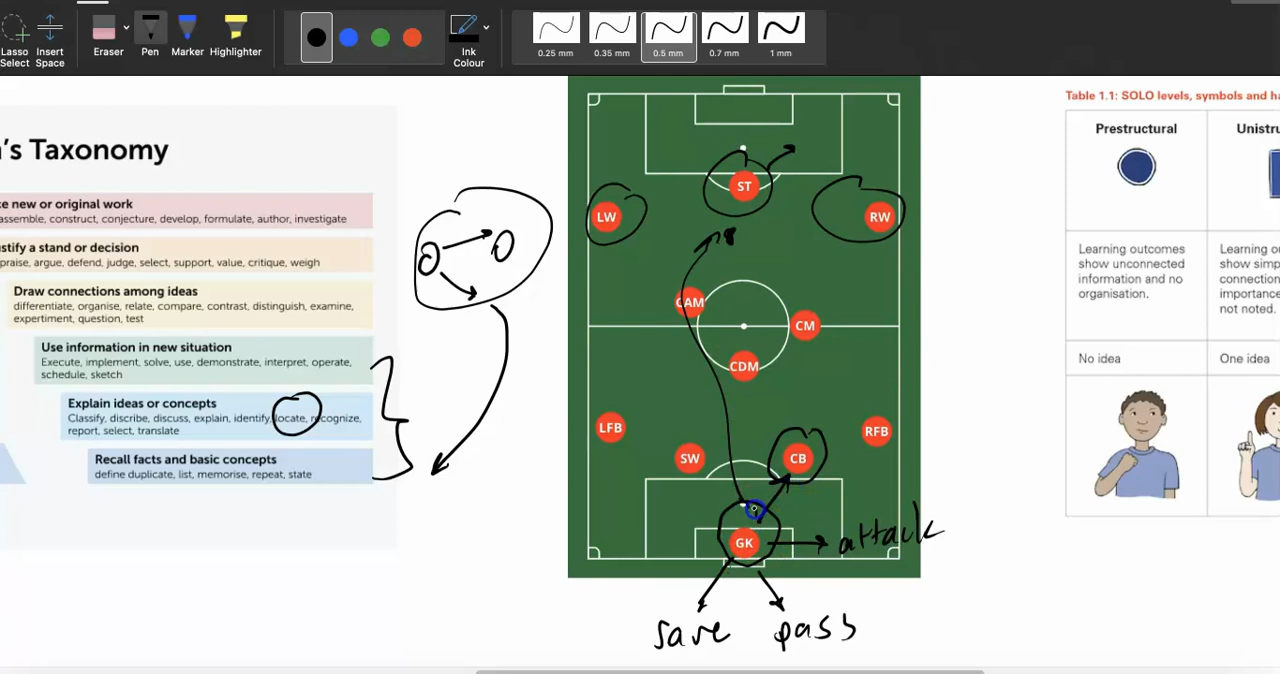 Lasso
Select
Insert
Space
Eraser
Pen
Marker
Highlighter
Ink
Colour
0.25 mm
0.35 mm
0.5 mm
0.7 mm
1 mm
's Taxonomy
new or original work
assemble, construct, conjecture, develop, formulate, author, investigate
a stand or decision
argue, defend, judge, select, support, value, critique, weigh
Draw connections among ideas
differentiate, organise, relate, compare, contrast, distinguish, examine,
expertiment, question, test
Use information in new situation
Execute, implement, solve, use, demonstrate, interpret, operate,
schedule, sketch
Explain ideas or concepts
Classify, discribe, discuss, explain, identify, locate, recognize,
report, select, translate
Recall facts and basic concepts
define duplicate, list, memorise, repeat, state
ST
LW
RW
CAM
CM
CDM
LFB
RFB
SW
CB
GK
attack
save
pass
Table 1.1: SOLO levels, symbols and
Prestructural
Learning outcomes
show unconnected
information and no
organisation.
No idea
Unistru
Learning
show
connection
importance
not noted.
One idea